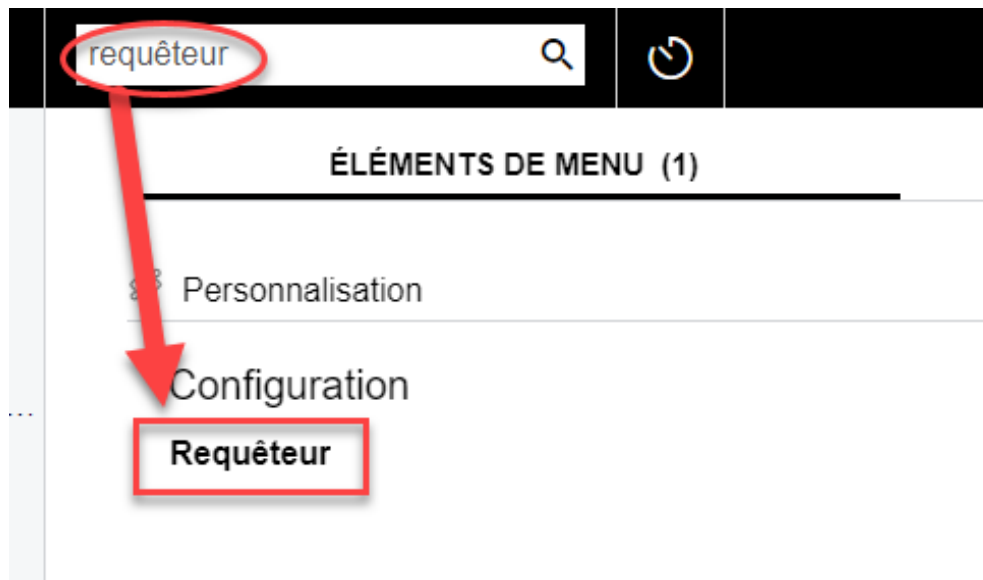 requêteur
ÉLÉMENTS DE MENU (1)
Personnalisation
Configuration
...
Requêteur